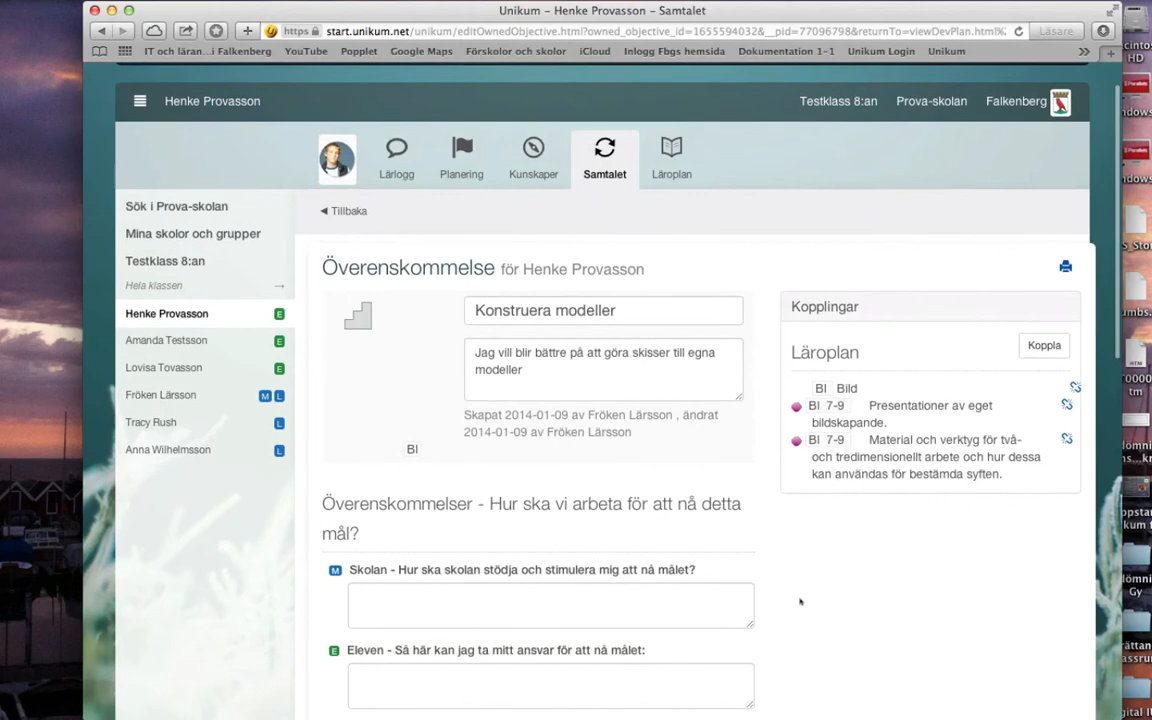 Unikum – Henke Provasson – Samtalet
https start.unikum.net/unikum/editOwnedObjective.html?owned_objective_id=1655594032&__pid=77096798&returnTo=viewDevPlan.html% Läsare
IT och läran...i Falkenberg YouTube Popplet Google Maps Förskolor och skolor iCloud Inlogg Fbgs hemsida Dokumentation 1-1 Unikum Login Unikum
HD
Henke Provasson Testklass 8:an Prova-skolan Falkenberg
Lärlogg Planering Kunskaper Samtalet Läroplan
Sök i Prova-skolan
Mina skolor och grupper
Testklass 8:an
Hela klassen
Henke Provasson E
Amanda Testsson E
Lovisa Tovasson E
Fröken Lärsson M L
Tracy Rush L
Anna Wilhelmsson L
Tillbaka
Överenskommelse för Henke Provasson
Konstruera modeller
Jag vill blir bättre på att göra skisser till egna
modeller
Skapat 2014-01-09 av Fröken Lärsson , ändrat
2014-01-09 av Fröken Lärsson
BI
Kopplingar
Läroplan
Koppla
BI Bild
BI 7-9 Presentationer av eget
bildskapande.
BI 7-9 Material och verktyg för två-
och tredimensionellt arbete och hur dessa
kan användas för bestämda syften.
Överenskommelser - Hur ska vi arbeta för att nå detta
mål?
M Skolan - Hur ska skolan stödja och stimulera mig att nå målet?
E Eleven - Så här kan jag ta mitt ansvar för att nå målet: